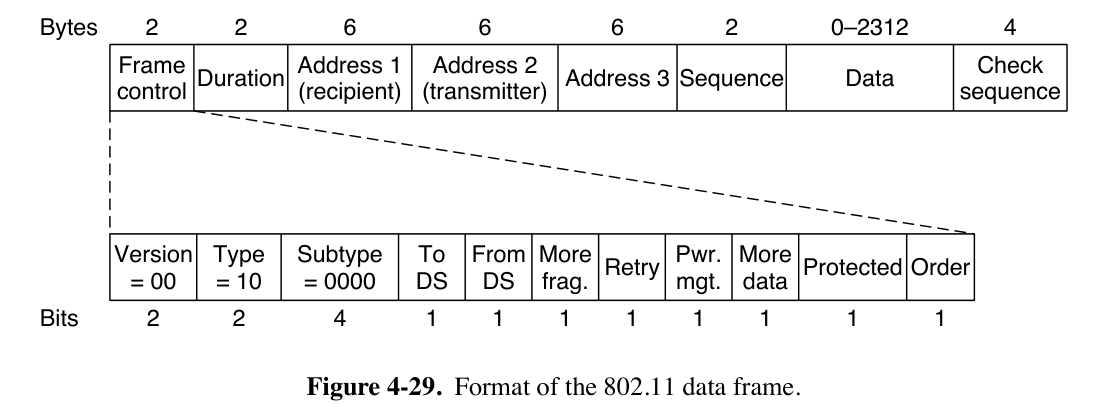 Bytes 2 2 6 6 6 2 0–2312 4
Frame control Duration Address 1 (recipient) Address 2 (transmitter) Address 3 Sequence Data Check sequence
Version = 00 Type = 10 Subtype = 0000 To DS From DS More frag. Retry Pwr. mgt. More data Protected Order
Bits 2 2 4 1 1 1 1 1 1 1 1
Figure 4-29. Format of the 802.11 data frame.